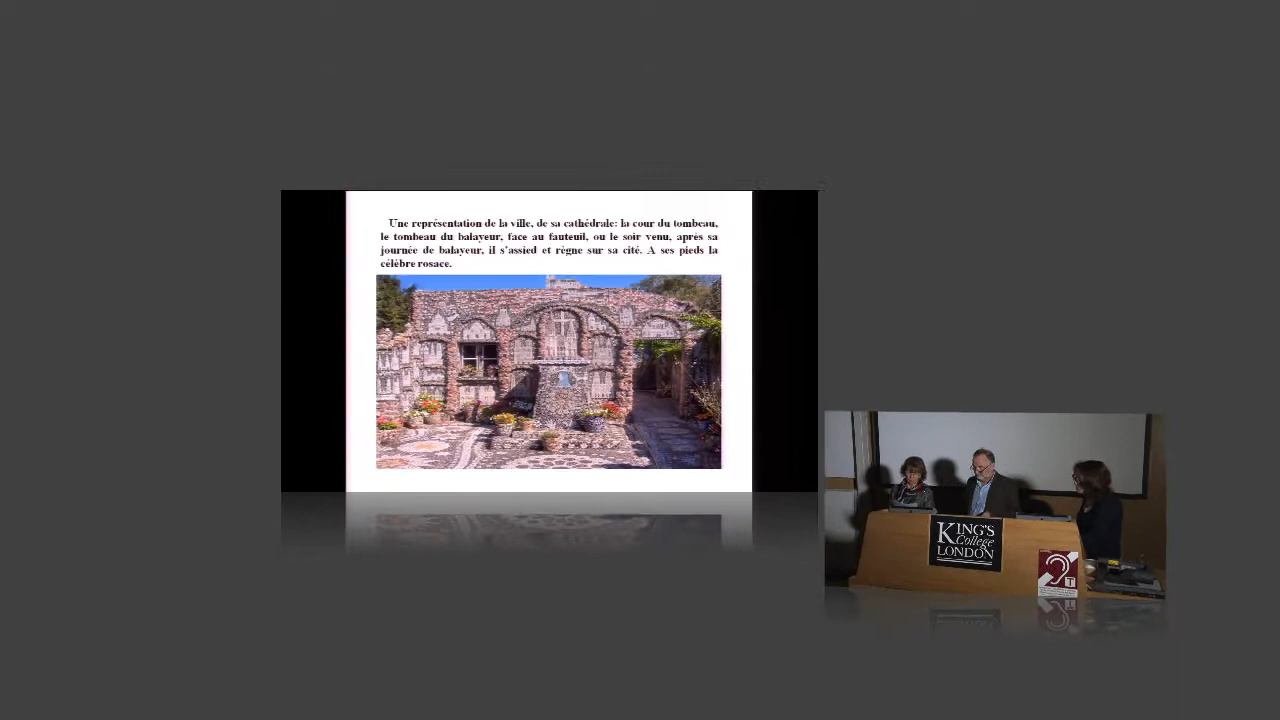 Une représentation de la ville, de sa cathédrale: la cour du tombeau,
le tombeau du balayeur, face au fauteuil, ou le soir venu, après sa
journée de balayeur, il s'assied et règne sur sa cité. A ses pieds la
célèbre rosace.
KING'S
College
LONDON
T